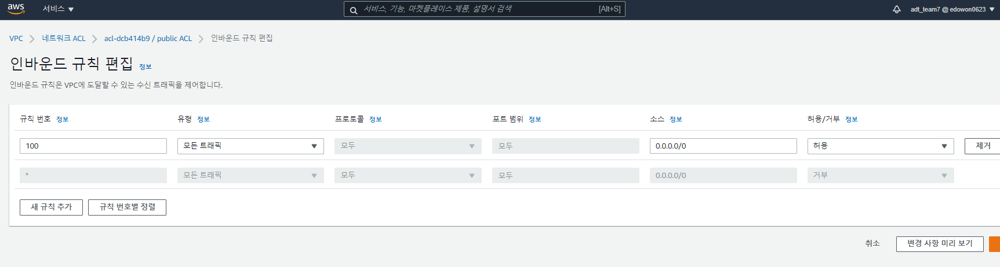 aws 서비스 서비스, 기능, 마켓플레이스 제품, 설명서 검색 [Alt+S] adt_team7 @ edowon0623
VPC 네트워크 ACL acl-dcb414b9 / public ACL 인바운드 규칙 편집
인바운드 규칙 편집 정보
인바운드 규칙은 VPC에 도달할 수 있는 수신 트래픽을 제어합니다.
규칙 번호 정보 유형 정보 프로토콜 정보 포트 범위 정보 소스 정보 허용/거부 정보
100 모든 트래픽 모두 모두 0.0.0.0/0 허용 제거
* 모든 트래픽 모두 모두 0.0.0.0/0 거부
새 규칙 추가 규칙 번호별 정렬
취소 변경 사항 미리 보기